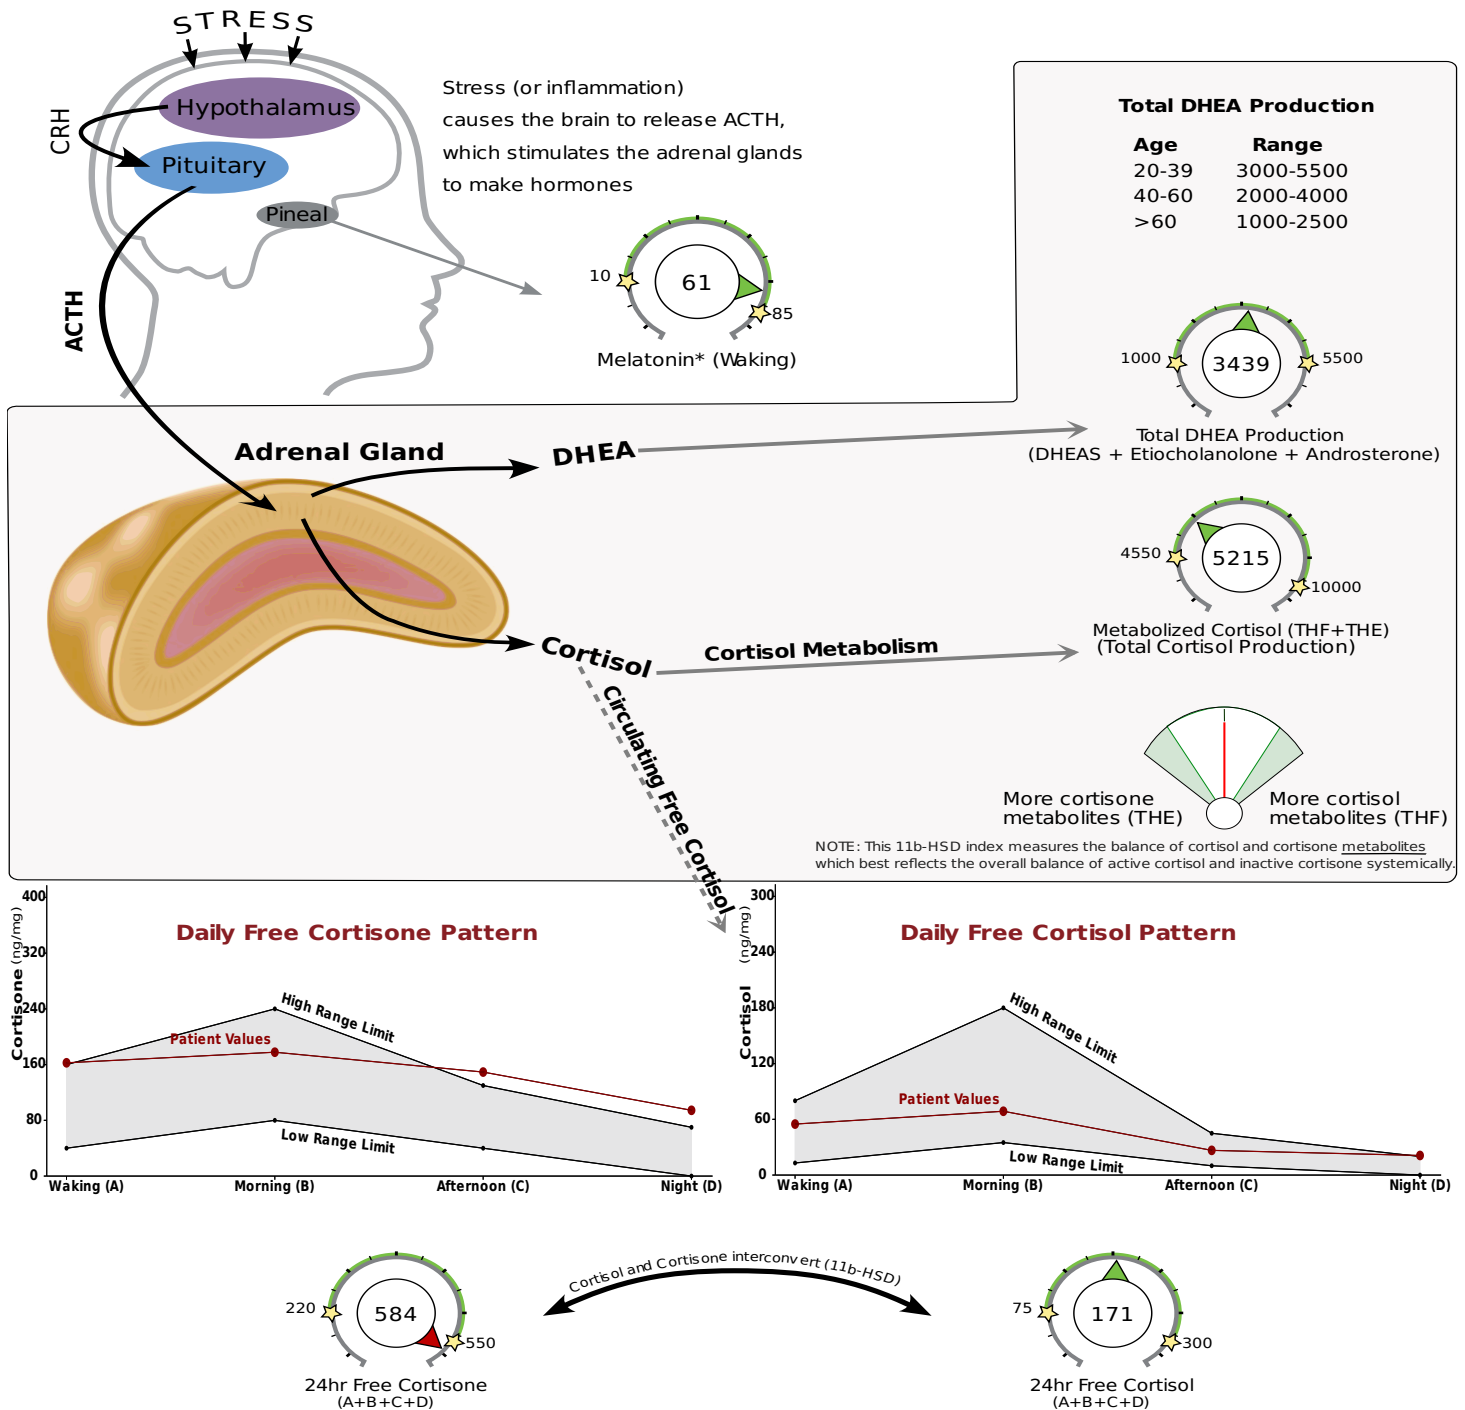 STRESS
Hypothalamus
CRH
Pituitary
Pineal
ACTH
Stress (or inflammation)
causes the brain to release ACTH,
which stimulates the adrenal glands
to make hormones
10
61
85
Melatonin* (Waking)
Total DHEA Production
Age Range
20-39 3000-5500
40-60 2000-4000
>60 1000-2500
1000
3439
5500
Total DHEA Production
(DHEAS + Etiocholanolone + Androsterone)
Adrenal Gland
DHEA
4550
5215
10000
Metabolized Cortisol (THF+THE)
(Total Cortisol Production)
Cortisol
Cortisol Metabolism
Circulating Free Cortisol
More cortisone
metabolites (THE)
More cortisol
metabolites (THF)
NOTE: This 11b-HSD index measures the balance of cortisol and cortisone metabolites
which best reflects the overall balance of active cortisol and inactive cortisone systemically.
Daily Free Cortisone Pattern
Cortisone (ng/mg)
400
320
240
160
80
0
High Range Limit
Patient Values
Low Range Limit
Waking (A)
Morning (B)
Afternoon (C)
Night (D)
Daily Free Cortisol Pattern
Cortisol (ng/mg)
300
240
180
120
60
0
High Range Limit
Patient Values
Low Range Limit
Waking (A)
Morning (B)
Afternoon (C)
Night (D)
220
584
550
24hr Free Cortisone
(A+B+C+D)
Cortisol and Cortisone interconvert (11b-HSD)
75
171
300
24hr Free Cortisol
(A+B+C+D)